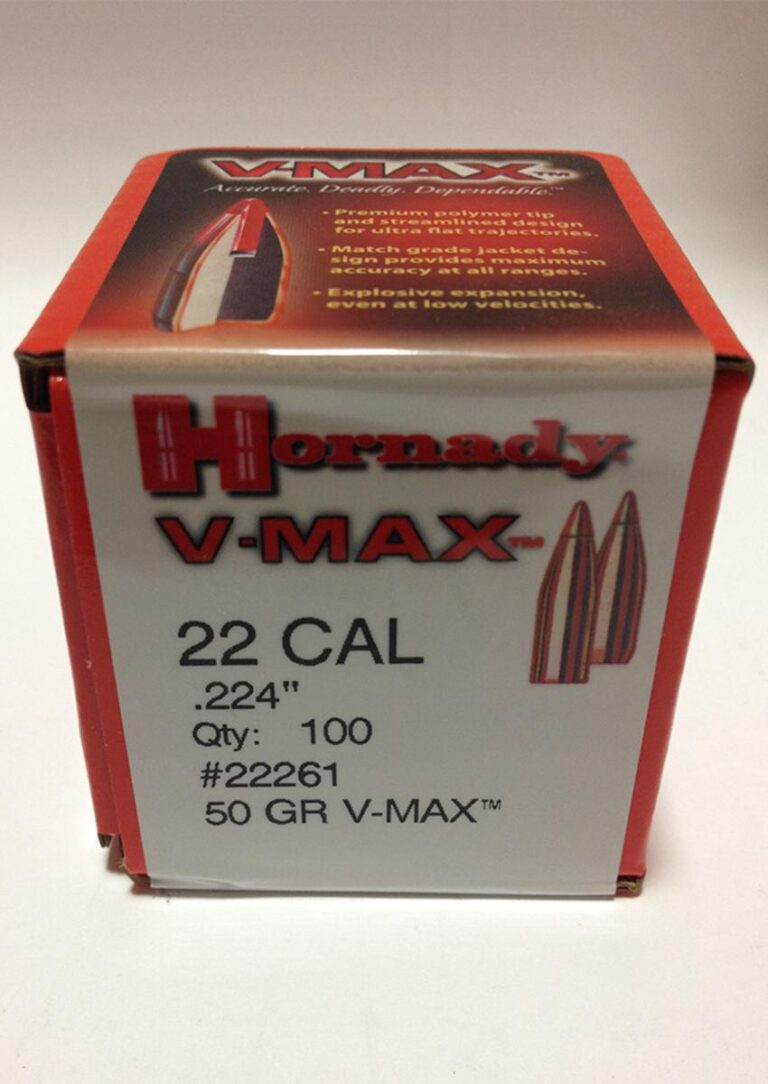 V-MAX™
Accurate. Deadly. Dependable.™
• Premium polymer tip
and streamlined design
for ultra flat trajectories.
• Match grade jacket de-
sign provides maximum
accuracy at all ranges.
• Explosive expansion,
even at low velocities.
Hornady
V-MAX™
22 CAL
.224"
Qty: 100
#22261
50 GR V-MAX™